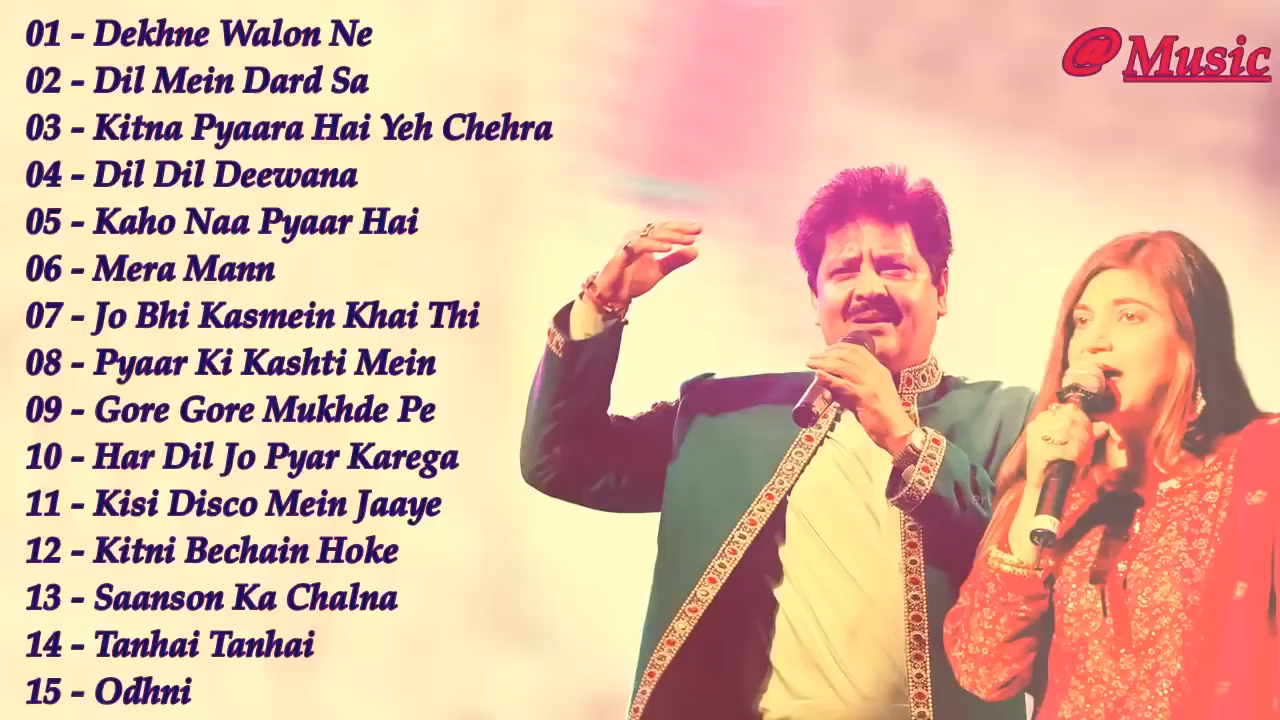 01 - Dekhne Walon Ne
02 - Dil Mein Dard Sa
03 - Kitna Pyaara Hai Yeh Chehra
04 - Dil Dil Deewana
05 - Kaho Naa Pyaar Hai
06 - Mera Mann
07 - Jo Bhi Kasmein Khai Thi
08 - Pyaar Ki Kashti Mein
09 - Gore Gore Mukhde Pe
10 - Har Dil Jo Pyar Karega
11 - Kisi Disco Mein Jaaye
12 - Kitni Bechain Hoke
13 - Saanson Ka Chalna
14 - Tanhai Tanhai
15 - Odhni
@Music